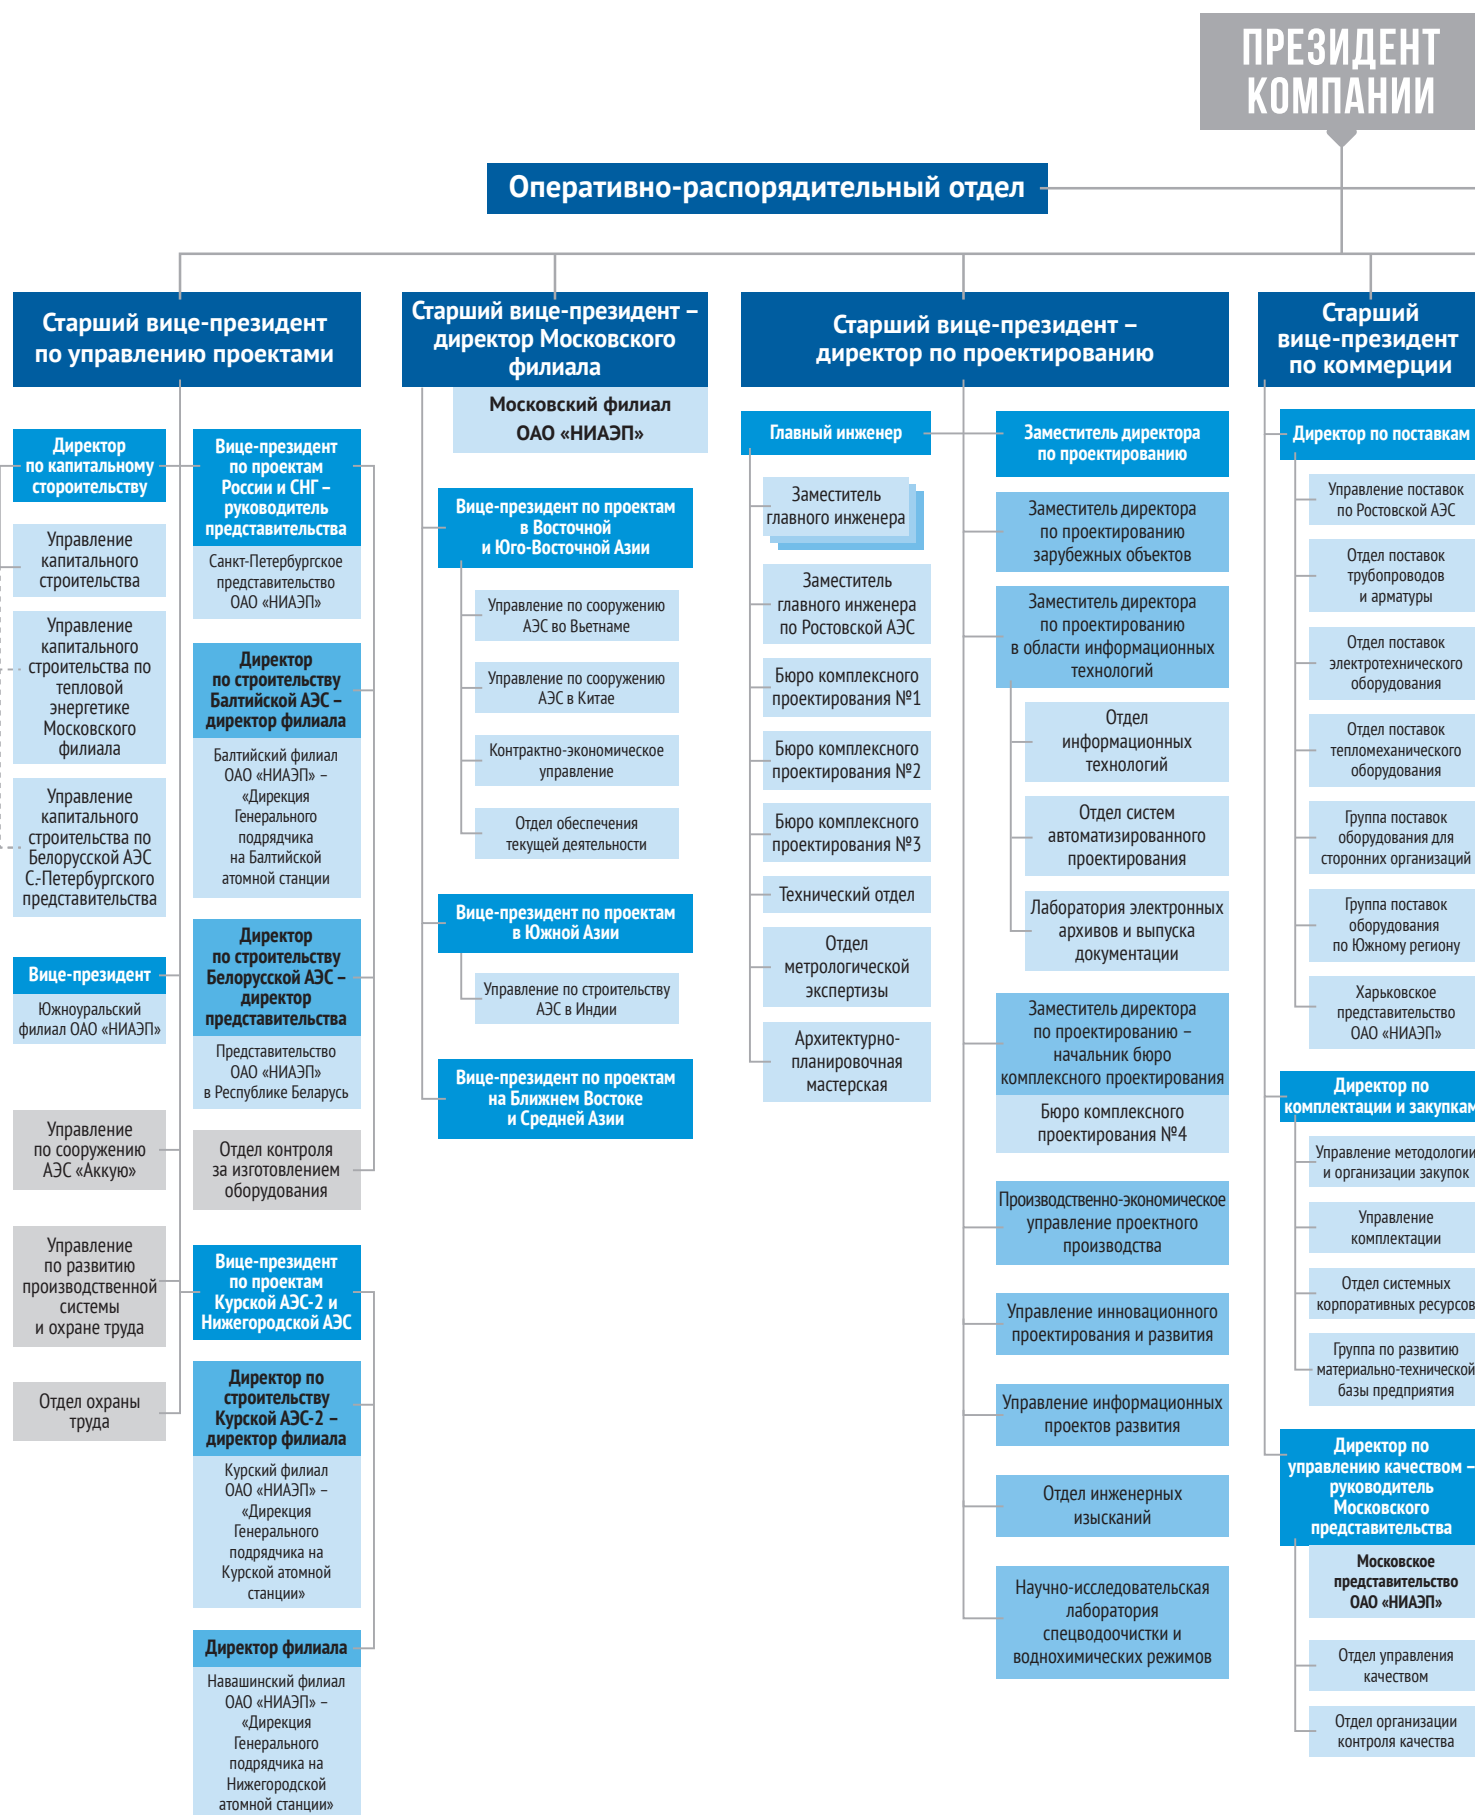 ПРЕЗИДЕНТ
КОМПАНИИ
Оперативно-распорядительный отдел
Старший вице-президент
по управлению проектами
Директор
по капитальному
стороительству
Управление
капитального
строительства
Управление
капитального
строительства по
тепловой
энергетике
Московского
филиала
Управление
капитального
строительства по
Белорусской АЭС
С.-Петербургского
представительства
Вице-президент
Южноуральский
филиал ОАО «НИАЭП»
Управление
по сооружению
АЭС «Аккую»
Управление
по развитию
производственной
системы
и охране труда
Отдел охраны
труда
Вице-президент
по проектам
России и СНГ –
руководитель
представительства
Санкт-Петербургское
представительство
ОАО «НИАЭП»
Директор
по строительству
Балтийской АЭС –
директор филиала
Балтийский филиал
ОАО «НИАЭП» –
«Дирекция
Генерального
подрядчика
на Балтийской
атомной станции
Директор
по строительству
Белорусской АЭС –
директор
представительства
Представительство
ОАО «НИАЭП»
в Республике Беларусь
Отдел контроля
за изготовлением
оборудования
Вице-президент
по проектам
Курской АЭС-2 и
Нижегородской АЭС
Директор по
строительству
Курской АЭС-2 –
директор филиала
Курский филиал
ОАО «НИАЭП» –
«Дирекция
Генерального
подрядчика на
Курской атомной
станции»
Директор филиала
Навашинский филиал
ОАО «НИАЭП» –
«Дирекция
Генерального
подрядчика на
Нижегородской
атомной станции»
Старший вице-президент –
директор Московского
филиала
Московский филиал
ОАО «НИАЭП»
Вице-президент по проектам
в Восточной
и Юго-Восточной Азии
Управление по сооружению
АЭС во Вьетнаме
Управление по сооружению
АЭС в Китае
Контрактно-экономическое
управление
Отдел обеспечения
текущей деятельности
Вице-президент по проектам
в Южной Азии
Управление по строительству
АЭС в Индии
Вице-президент по проектам
на Ближнем Востоке
и Средней Азии
Старший вице-президент –
директор по проектированию
Главный инженер
Заместитель
главного инженера
Заместитель
главного инженера
по Ростовской АЭС
Бюро комплексного
проектирования №1
Бюро комплексного
проектирования №2
Бюро комплексного
проектирования №3
Технический отдел
Отдел
метрологической
экспертизы
Архитектурно-
планировочная
мастерская
Заместитель директора
по проектированию
Заместитель директора
по проектированию
зарубежных объектов
Заместитель директора
по проектированию
в области информационных
технологий
Отдел
информационных
технологий
Отдел систем
автоматизированного
проектирования
Лаборатория электронных
архивов и выпуска
документации
Заместитель директора
по проектированию –
начальник бюро
комплексного проектирования
Бюро комплексного
проектирования №4
Производственно-экономическое
управление проектного
производства
Управление инновационного
проектирования и развития
Управление информационных
проектов развития
Отдел инженерных
изысканий
Научно-исследовательская
лаборатория
спецводоочистки и
воднохимических режимов
Старший
вице-президент
по коммерции
Директор по поставкам
Управление поставок
по Ростовской АЭС
Отдел поставок
трубопроводов
и арматуры
Отдел поставок
электротехнического
оборудования
Отдел поставок
тепломеханического
оборудования
Группа поставок
оборудования для
сторонних организаций
Группа поставок
оборудования
по Южному региону
Харьковское
представительство
ОАО «НИАЭП»
Директор по
комплектации и закупкам
Управление методологии
и организации закупок
Управление
комплектации
Отдел системных
корпоративных ресурсов
Группа по развитию
материально-технической
базы предприятия
Директор по
управлению качеством –
руководитель
Московского
представительства
Московское
представительство
ОАО «НИАЭП»
Отдел управления
качеством
Отдел организации
контроля качества